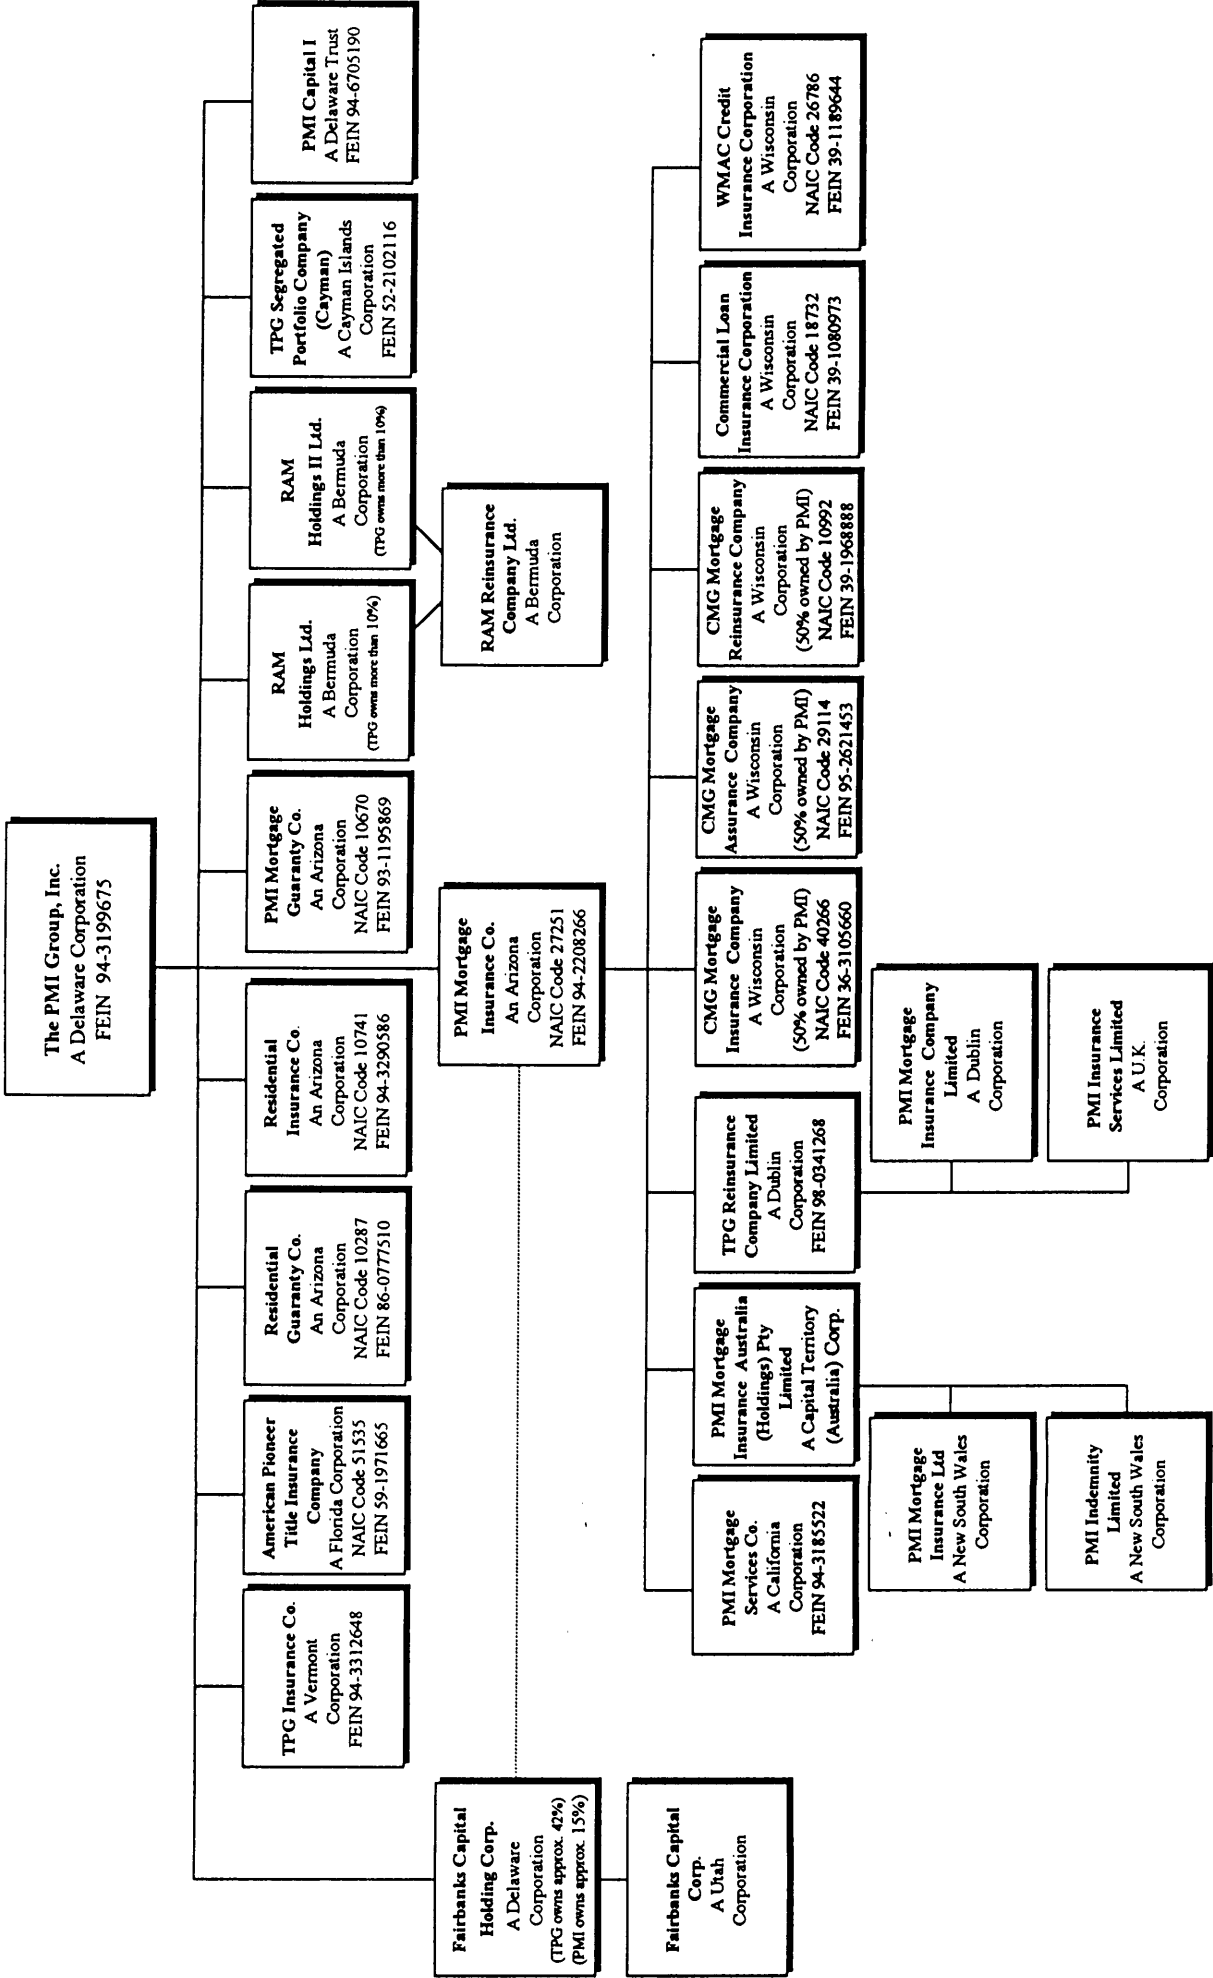 The PMI Group, Inc.
A Delaware Corporation
FEIN 94-3199675
TPG Insurance Co.
A Vermont
Corporation
FEIN 94-3312648
American Pioneer
Title Insurance
Company
A Florida Corporation
NAIC Code 51535
FEIN 59-1971665
Residential
Guaranty Co.
An Arizona
Corporation
NAIC Code 10287
FEIN 86-0777510
Residential
Insurance Co.
An Arizona
Corporation
NAIC Code 10741
FEIN 94-3290586
PMI Mortgage
Guaranty Co.
An Arizona
Corporation
NAIC Code 10670
FEIN 93-1195869
RAM
Holdings Ltd.
A Bermuda
Corporation
(TPG owns more than 10%)
RAM
Holdings II Ltd.
A Bermuda
Corporation
(TPG owns more than 10%)
TPG Segregated
Portfolio Company
(Cayman)
A Cayman Islands
Corporation
FEIN 52-2102116
PMI Capital I
A Delaware Trust
FEIN 94-6705190
Fairbanks Capital
Holding Corp.
A Delaware
Corporation
(TPG owns approx. 42%)
(PMI owns approx. 15%)
PMI Mortgage
Insurance Co.
An Arizona
Corporation
NAIC Code 27251
FEIN 94-2208266
RAM Reinsurance
Company Ltd.
A Bermuda
Corporation
Fairbanks Capital
Corp.
A Utah
Corporation
PMI Mortgage
Services Co.
A California
Corporation
FEIN 94-3185522
PMI Mortgage
Insurance Australia
(Holdings) Pty
Limited
A Capital Territory
(Australia) Corp.
TPG Reinsurance
Company Limited
A Dublin
Corporation
FEIN 98-0341268
CMG Mortgage
Insurance Company
A Wisconsin
Corporation
(50% owned by PMI)
NAIC Code 40266
FEIN 36-3105660
CMG Mortgage
Assurance Company
A Wisconsin
Corporation
(50% owned by PMI)
NAIC Code 29114
FEIN 95-2621453
CMG Mortgage
Reinsurance Company
A Wisconsin
Corporation
(50% owned by PMI)
NAIC Code 10992
FEIN 39-1968888
Commercial Loan
Insurance Corporation
A Wisconsin
Corporation
NAIC Code 18732
FEIN 39-1080973
WMAC Credit
Insurance Corporation
A Wisconsin
Corporation
NAIC Code 26786
FEIN 39-1189644
PMI Mortgage
Insurance Ltd
A New South Wales
Corporation
PMI Mortgage
Insurance Company
Limited
A Dublin
Corporation
PMI Indemnity
Limited
A New South Wales
Corporation
PMI Insurance
Services Limited
A U.K.
Corporation